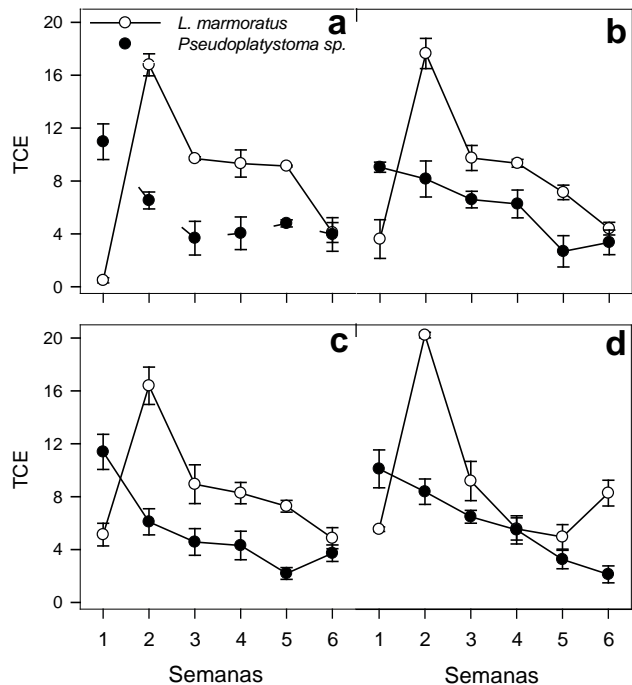 L. marmoratus
Pseudoplatystoma sp.
a
b
TCE
20
16
12
8
4
0
c
d
TCE
20
16
12
8
4
0
1 2 3 4 5 6
1 2 3 4 5 6
Semanas
Semanas